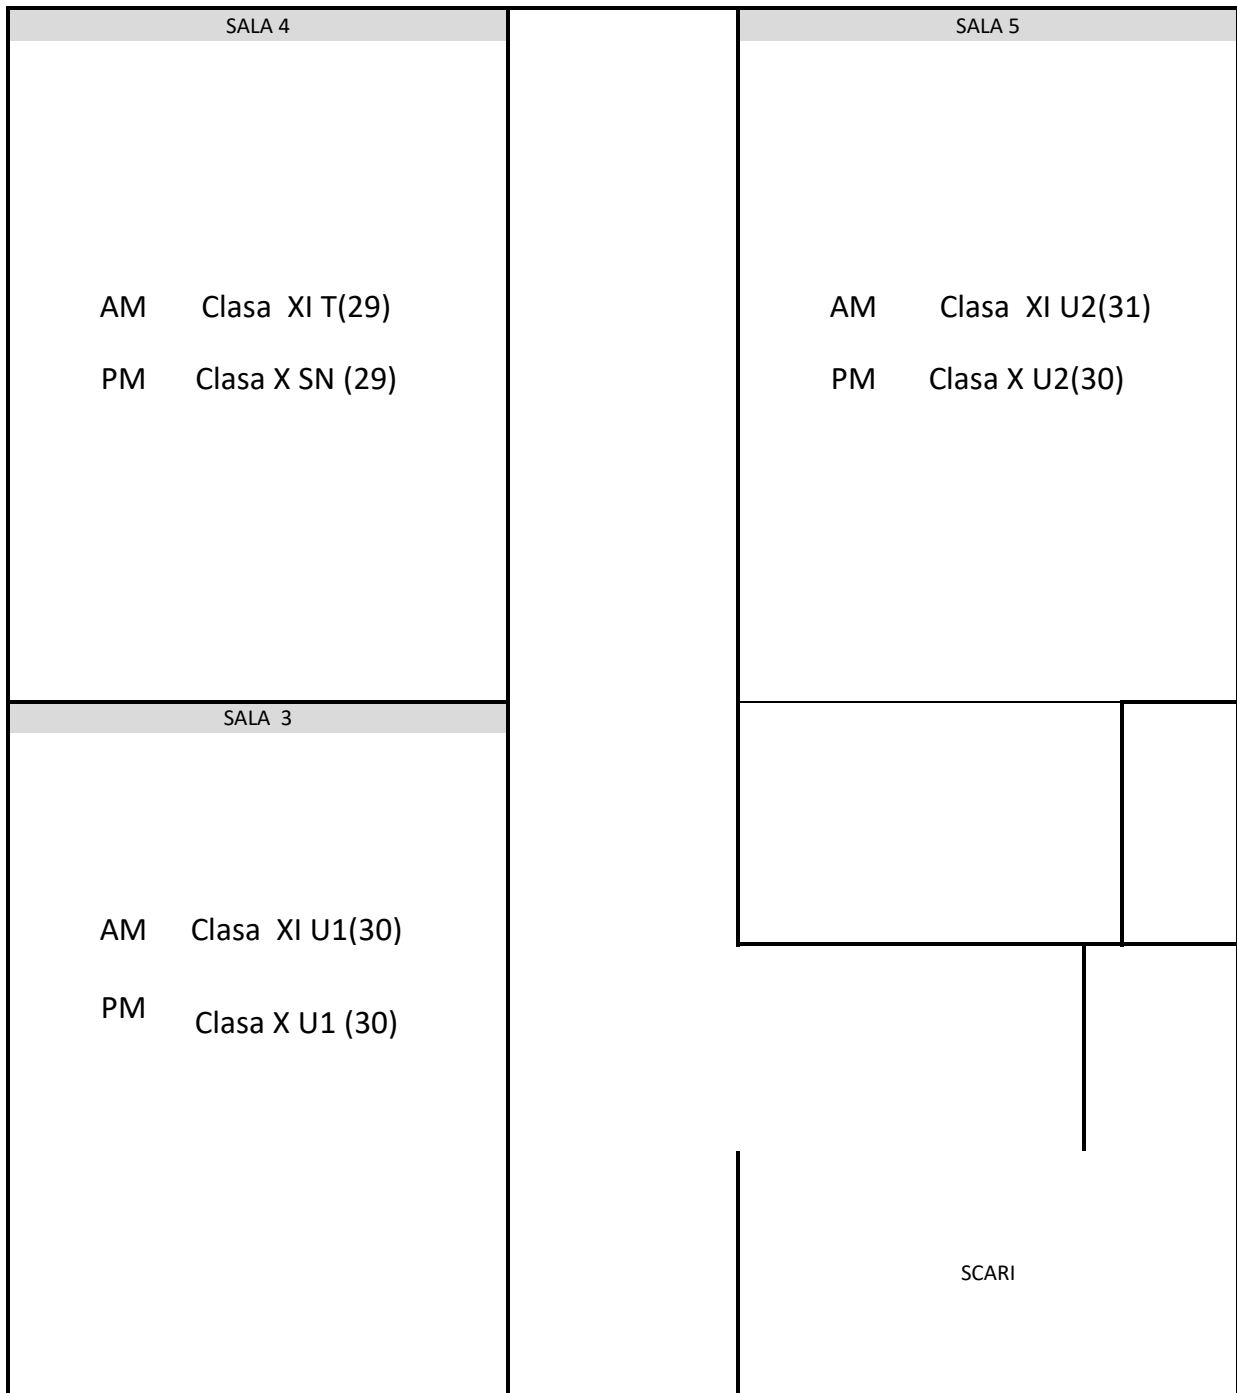 SALA 4
AM Clasa XI T(29)
PM Clasa X SN (29)
SALA 5
AM Clasa XI U2(31)
PM Clasa X U2(30)
SALA 3
AM Clasa XI U1(30)
PM Clasa X U1 (30)
SCARI